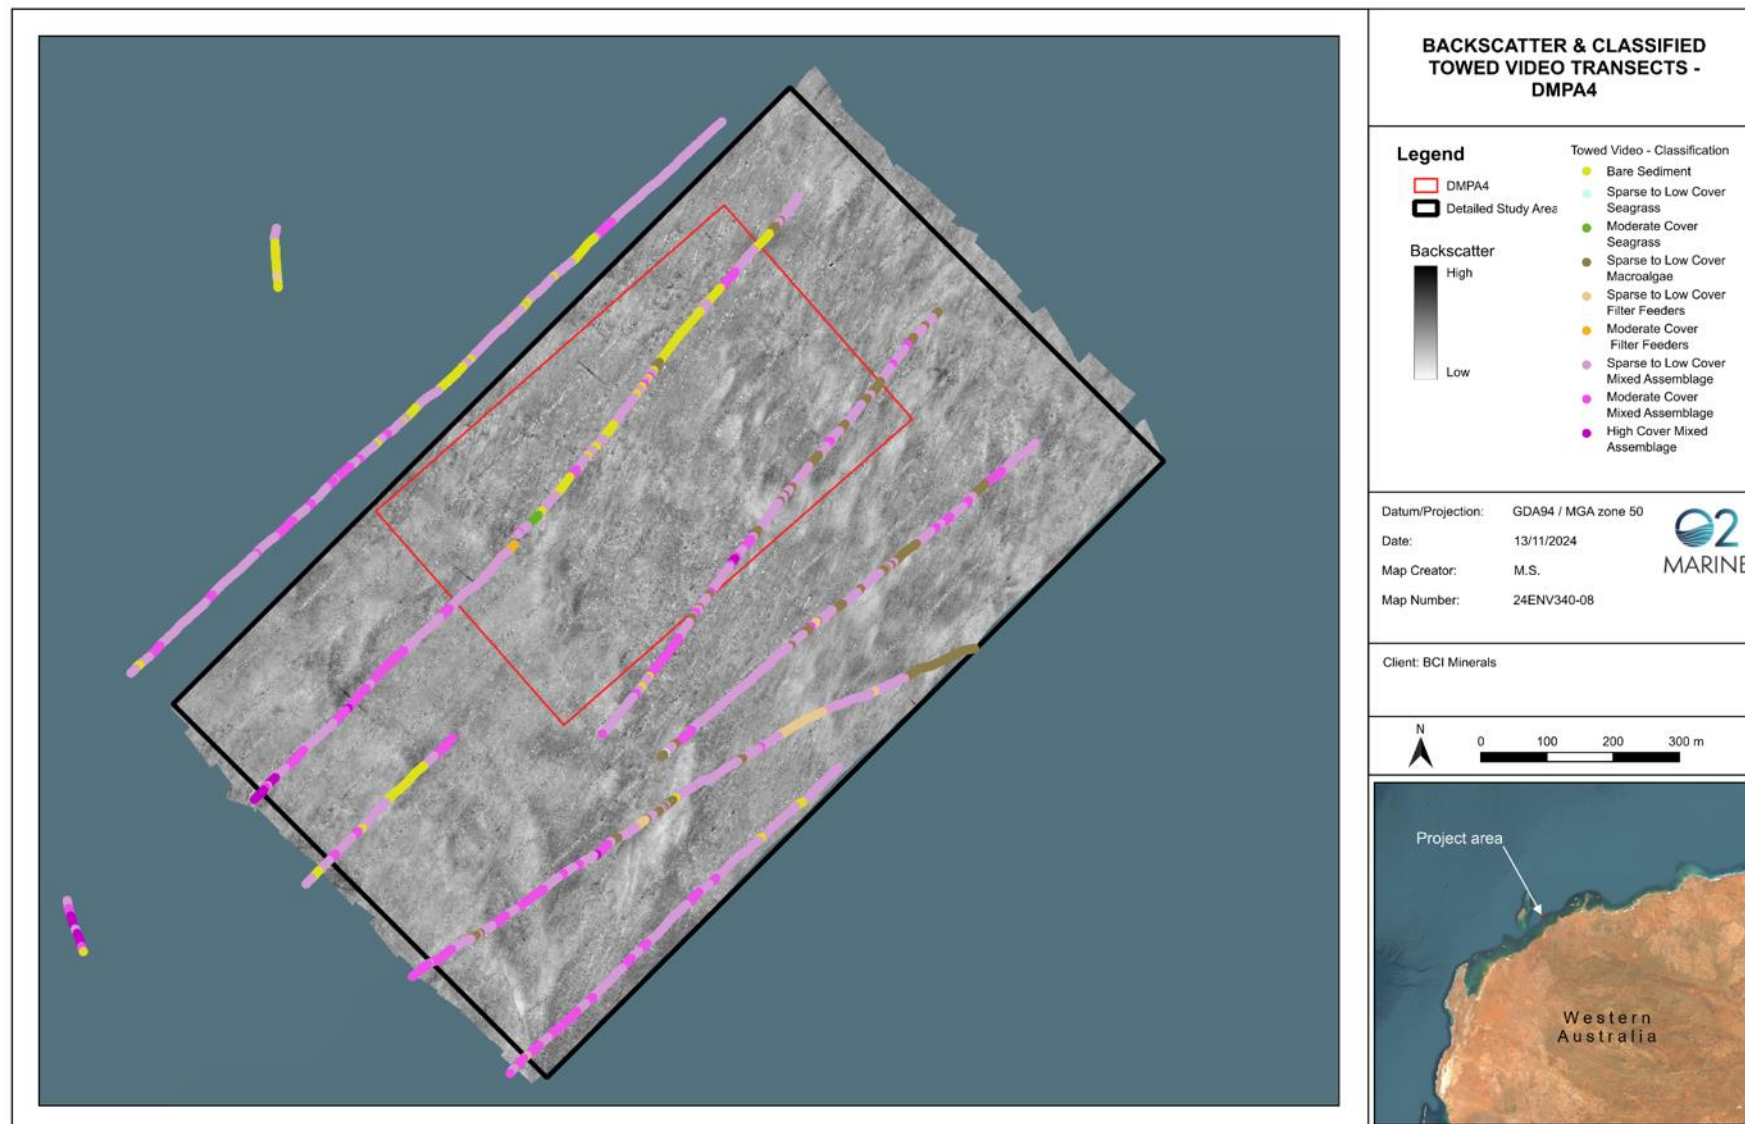 BACKSCATTER & CLASSIFIED
TOWED VIDEO TRANSECTS -
DMPA4
Legend
DMPA4
Detailed Study Area
Backscatter
High
Low
Towed Video - Classification
Bare Sediment
Sparse to Low Cover
Seagrass
Moderate Cover
Seagrass
Sparse to Low Cover
Macroalgae
Sparse to Low Cover
Filter Feeders
Moderate Cover
Filter Feeders
Sparse to Low Cover
Mixed Assemblage
Moderate Cover
Mixed Assemblage
High Cover Mixed
Assemblage
Datum/Projection: GDA94 / MGA zone 50
Date: 13/11/2024
Map Creator: M.S.
Map Number: 24ENV340-08
O2
MARINE
Client: BCI Minerals
N
0 100 200 300 m
Project area
Western
Australia